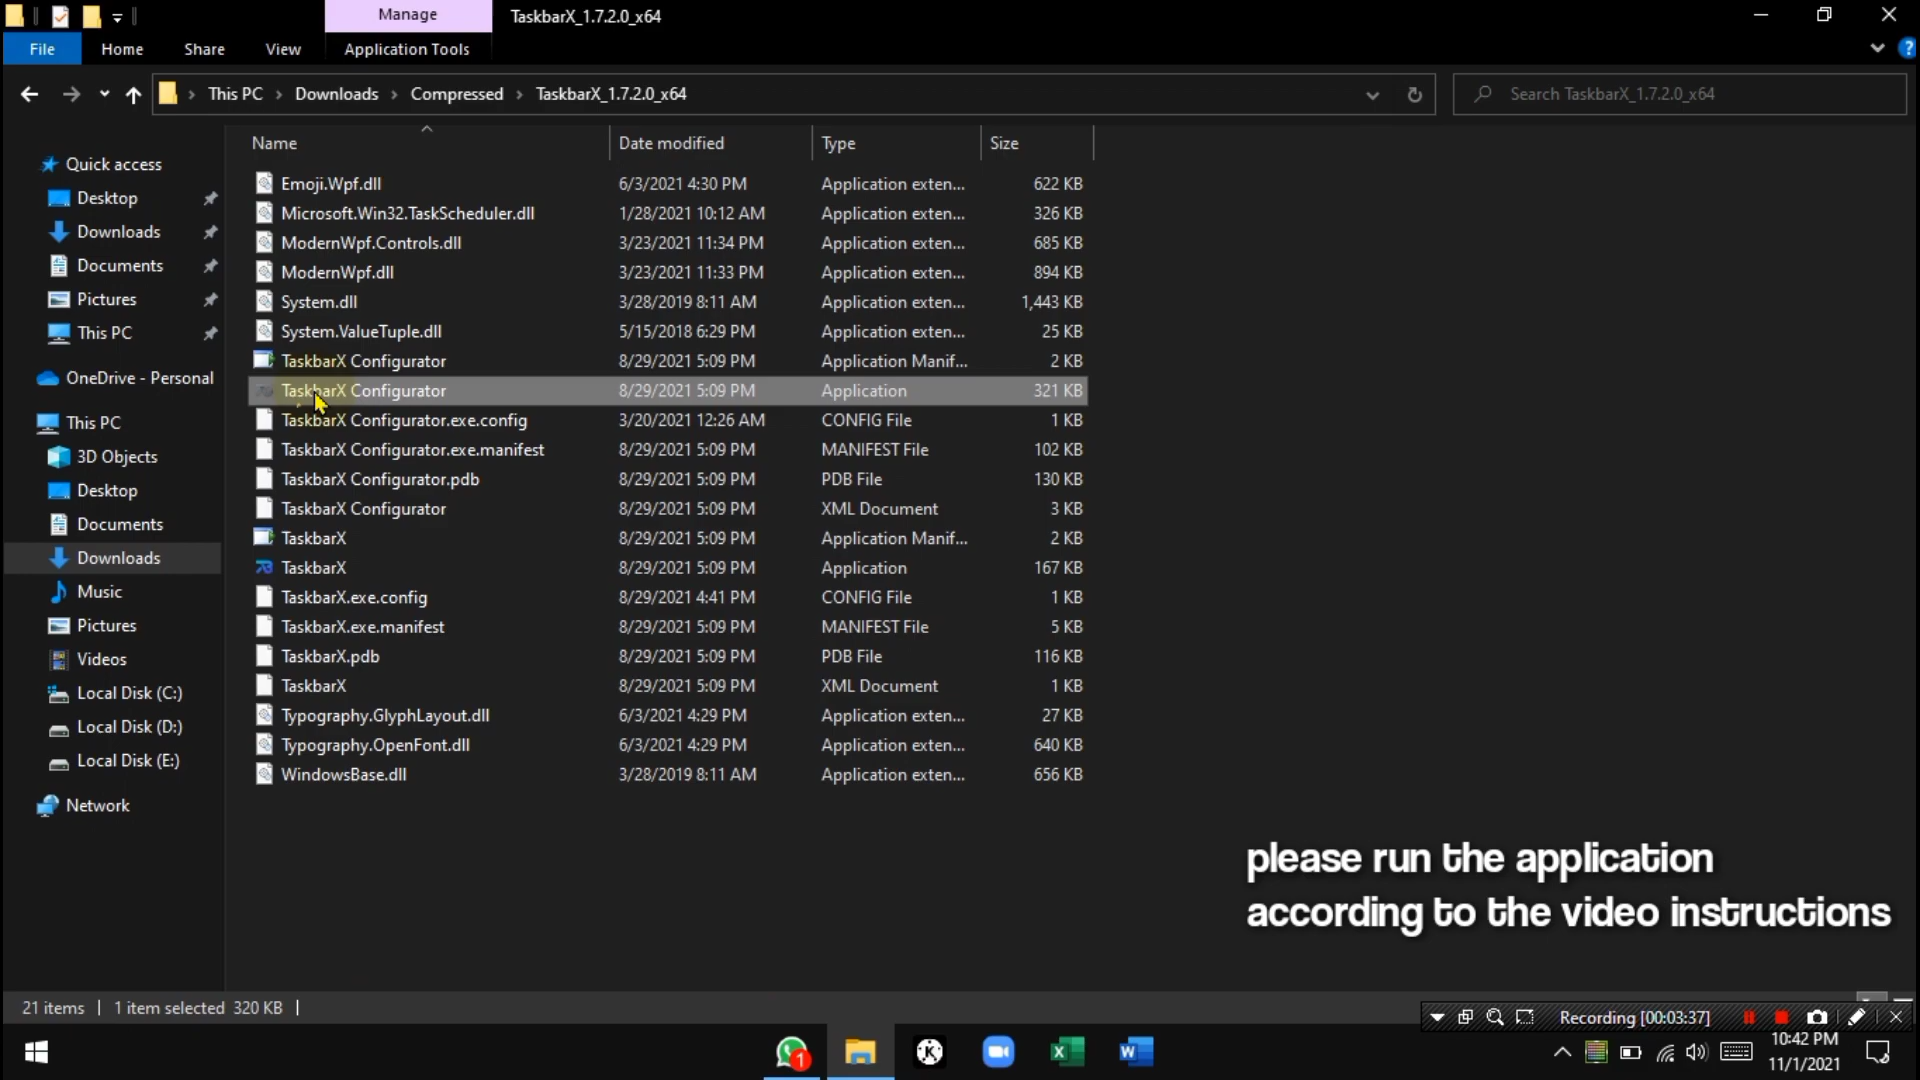 Manage
TaskbarX_1.7.2.0_x64
File
Home
Share
View
Application Tools
?
This PC > Downloads > Compressed > TaskbarX_1.7.2.0_x64
Search TaskbarX_1.7.2.0_x64
Quick access
Desktop
Downloads
Documents
Pictures
This PC
OneDrive - Personal
This PC
3D Objects
Desktop
Documents
Downloads
Music
Pictures
Videos
Local Disk (C:)
Local Disk (D:)
Local Disk (E:)
Network
Name Date modified Type Size
Emoji.Wpf.dll 6/3/2021 4:30 PM Application exten... 622 KB
Microsoft.Win32.TaskScheduler.dll 1/28/2021 10:12 AM Application exten... 326 KB
ModernWpf.Controls.dll 3/23/2021 11:34 PM Application exten... 685 KB
ModernWpf.dll 3/23/2021 11:33 PM Application exten... 894 KB
System.dll 3/28/2019 8:11 AM Application exten... 1,443 KB
System.ValueTuple.dll 5/15/2018 6:29 PM Application exten... 25 KB
TaskbarX Configurator 8/29/2021 5:09 PM Application Manif... 2 KB
TaskbarX Configurator 8/29/2021 5:09 PM Application 321 KB
TaskbarX Configurator.exe.config 3/20/2021 12:26 AM CONFIG File 1 KB
TaskbarX Configurator.exe.manifest 8/29/2021 5:09 PM MANIFEST File 102 KB
TaskbarX Configurator.pdb 8/29/2021 5:09 PM PDB File 130 KB
TaskbarX Configurator 8/29/2021 5:09 PM XML Document 3 KB
TaskbarX 8/29/2021 5:09 PM Application Manif... 2 KB
TaskbarX 8/29/2021 5:09 PM Application 167 KB
TaskbarX.exe.config 8/29/2021 4:41 PM CONFIG File 1 KB
TaskbarX.exe.manifest 8/29/2021 5:09 PM MANIFEST File 5 KB
TaskbarX.pdb 8/29/2021 5:09 PM PDB File 116 KB
TaskbarX 8/29/2021 5:09 PM XML Document 1 KB
Typography.GlyphLayout.dll 6/3/2021 4:29 PM Application exten... 27 KB
Typography.OpenFont.dll 6/3/2021 4:29 PM Application exten... 640 KB
WindowsBase.dll 3/28/2019 8:11 AM Application exten... 656 KB
please run the application
according to the video instructions
21 items | 1 item selected 320 KB |
Recording [00:03:37]
1
K
X
W
10:42 PM
11/1/2021